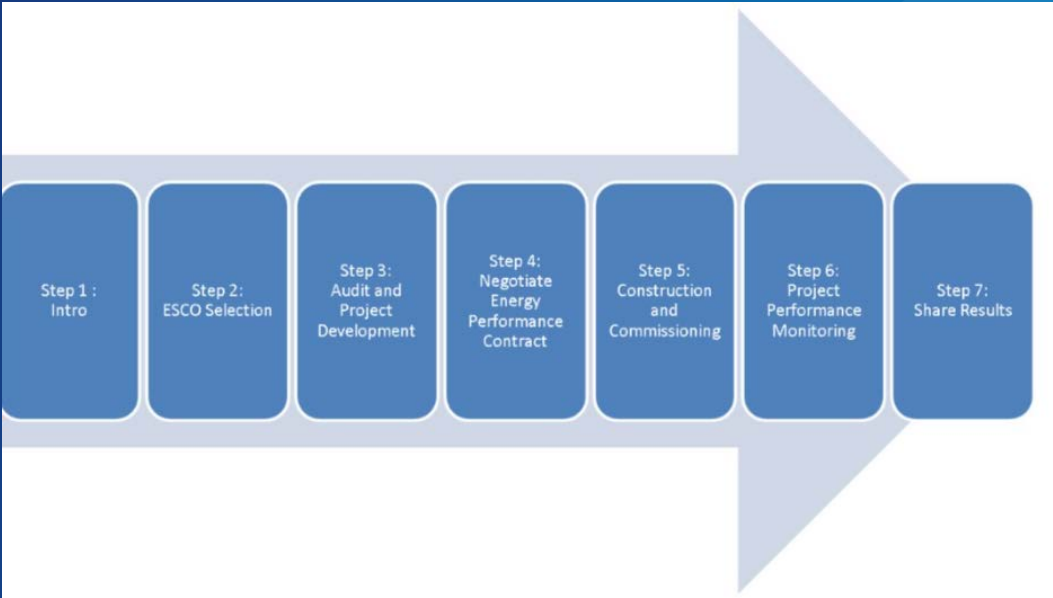 Step 1 :
Intro
Step 2:
ESCO Selection
Step 3:
Audit and
Project
Development
Step 4:
Negotiate
Energy
Performance
Contract
Step 5:
Construction
and
Commissioning
Step 6:
Project
Performance
Monitoring
Step 7:
Share Results